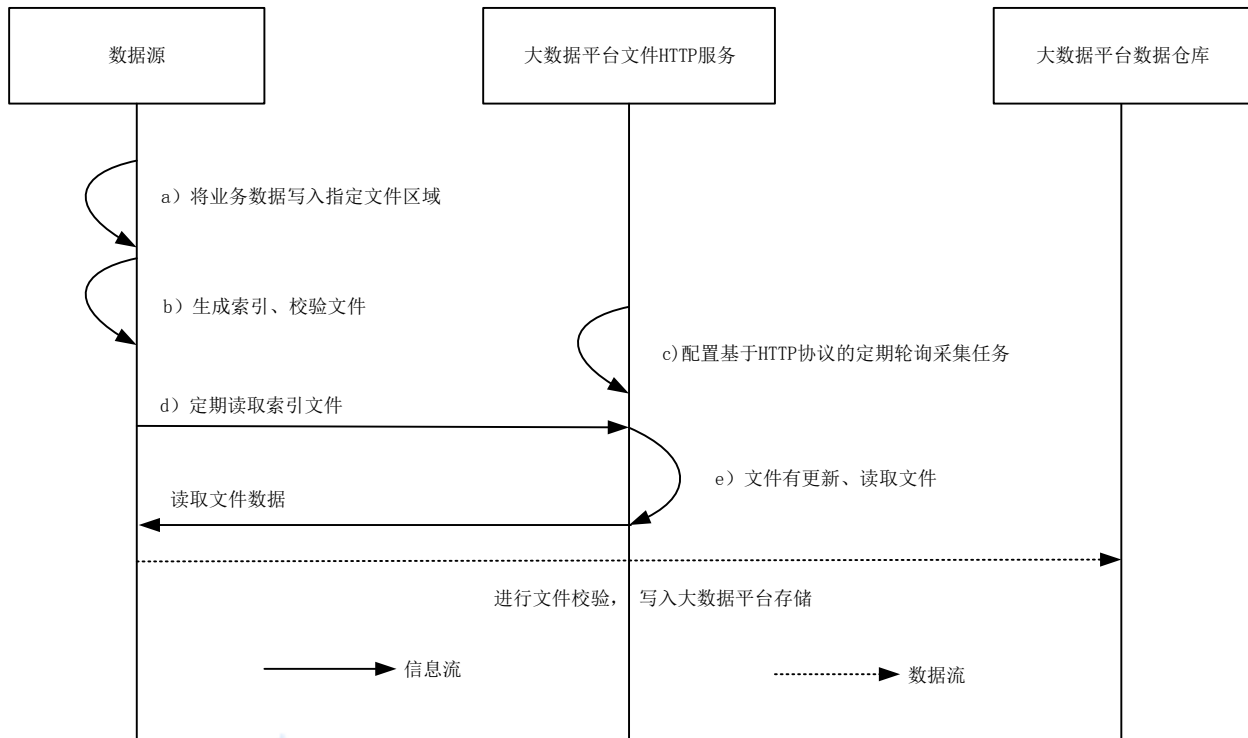 数据源
大数据平台文件HTTP服务
大数据平台数据仓库
a）将业务数据写入指定文件区域
b）生成索引、校验文件
c)配置基于HTTP协议的定期轮询采集任务
d）定期读取索引文件
e）文件有更新、读取文件
读取文件数据
进行文件校验， 写入大数据平台存储
信息流
数据流